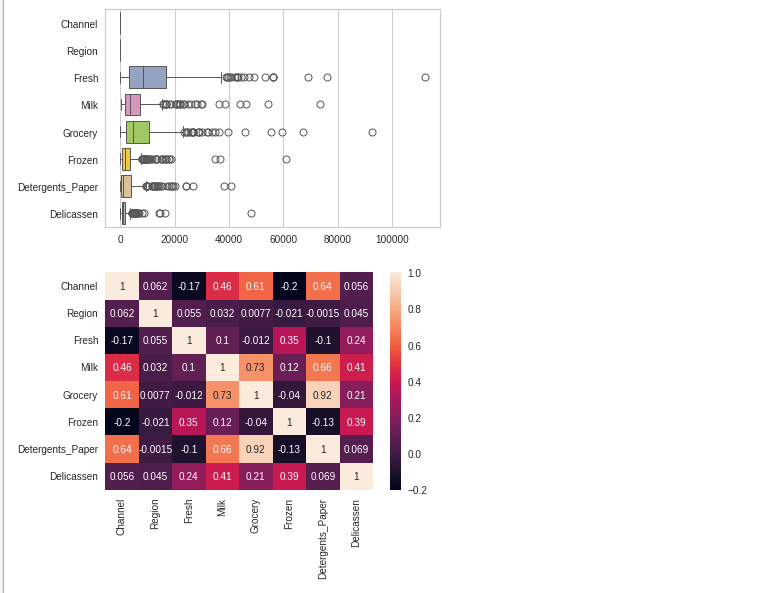 Channel
Region
Fresh
Milk
Grocery
Frozen
Detergents_Paper
Delicassen
0 20000 40000 60000 80000 100000
Channel 1 0.062 -0.17 0.46 0.61 -0.2 0.64 0.056
Region 0.062 1 0.055 0.032 0.0077 -0.021 -0.0015 0.045
Fresh -0.17 0.055 1 0.1 -0.012 0.35 -0.1 0.24
Milk 0.46 0.032 0.1 1 0.73 0.12 0.66 0.41
Grocery 0.61 0.0077 -0.012 0.73 1 -0.04 0.92 0.21
Frozen -0.2 -0.021 0.35 0.12 -0.04 1 -0.13 0.39
Detergents_Paper 0.64 -0.0015 -0.1 0.66 0.92 -0.13 1 0.069
Delicassen 0.056 0.045 0.24 0.41 0.21 0.39 0.069 1
Channel
Region
Fresh
Milk
Grocery
Frozen
Detergents_Paper
Delicassen
1.0
0.8
0.6
0.4
0.2
0.0
−0.2